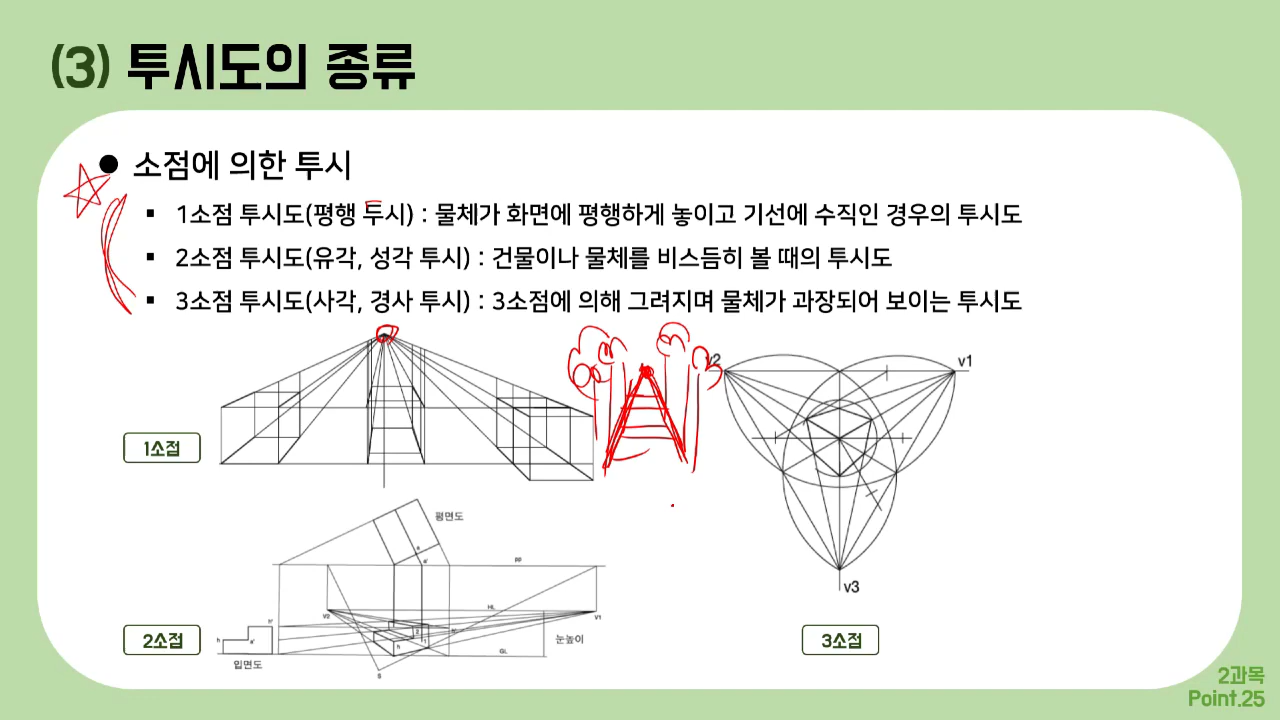 (3) 투시도의 종류
● 소점에 의한 투시
▪ 1소점 투시도(평행 투시) : 물체가 화면에 평행하게 놓이고 기선에 수직인 경우의 투시도
▪ 2소점 투시도(유각, 성각 투시) : 건물이나 물체를 비스듬히 볼 때의 투시도
▪ 3소점 투시도(사각, 경사 투시) : 3소점에 의해 그려지며 물체가 과장되어 보이는 투시도
v2
v1
1소점
평면도
a
a'
PP
HL
V2
V1
h'
h
a'
h'
2
1
h
눈높이
GL
2소점
입면도
S
v3
3소점
2과목
Point.25